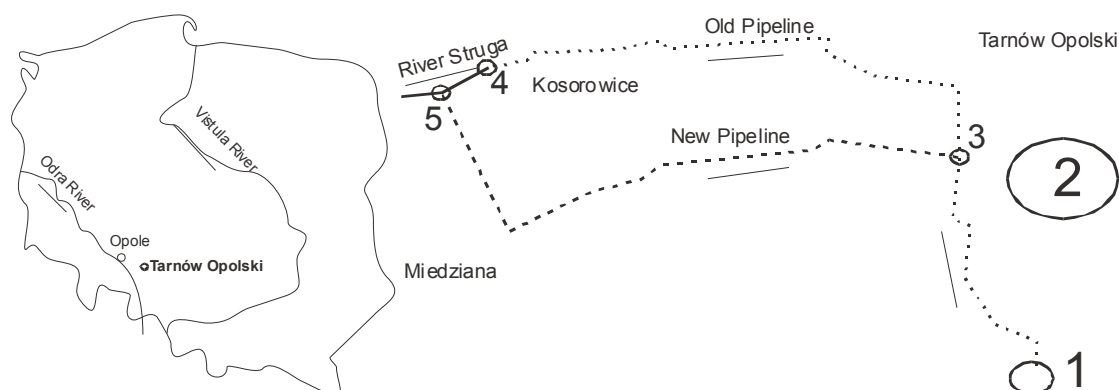 Vistula River
Odra River
Opole
Tarnów Opolski
River Struga
4
5
Kosorowice
Old Pipeline
New Pipeline
Tarnów Opolski
3
2
Miedziana
1